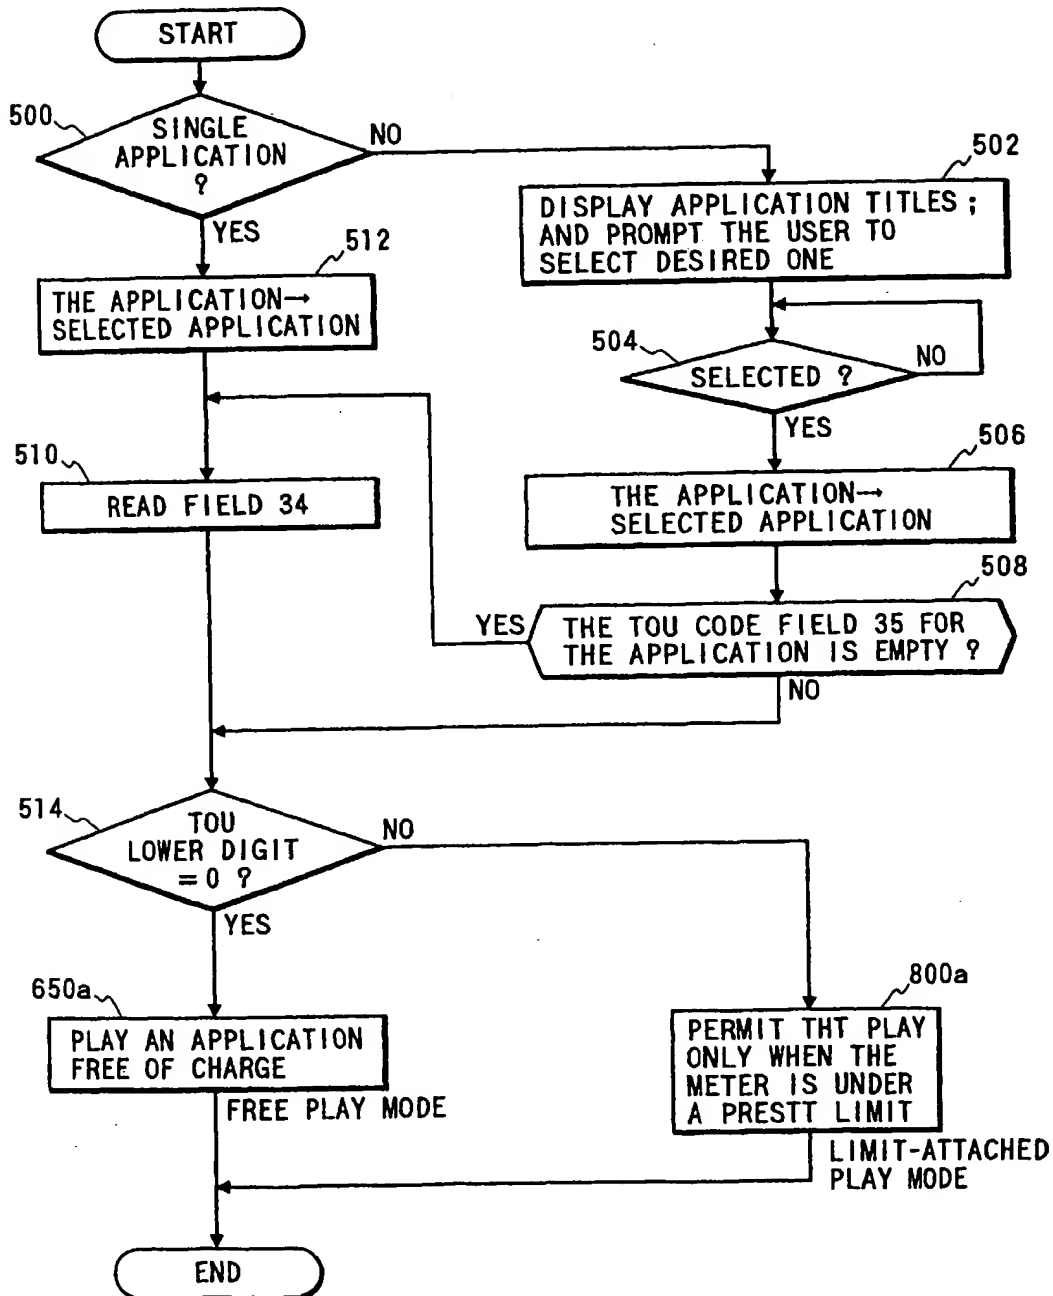 START
500
SINGLE
APPLICATION
?
NO
YES
502
DISPLAY APPLICATION TITLES;
AND PROMPT THE USER TO
SELECT DESIRED ONE
512
THE APPLICATION→
SELECTED APPLICATION
504
SELECTED ?
NO
YES
506
THE APPLICATION→
SELECTED APPLICATION
510
READ FIELD 34
508
YES
THE TOU CODE FIELD 35 FOR
THE APPLICATION IS EMPTY ?
NO
514
TOU
LOWER DIGIT
=0 ?
NO
YES
650a
PLAY AN APPLICATION
FREE OF CHARGE
FREE PLAY MODE
800a
PERMIT THT PLAY
ONLY WHEN THE
METER IS UNDER
A PRESTT LIMIT
LIMIT-ATTACHED
PLAY MODE
END